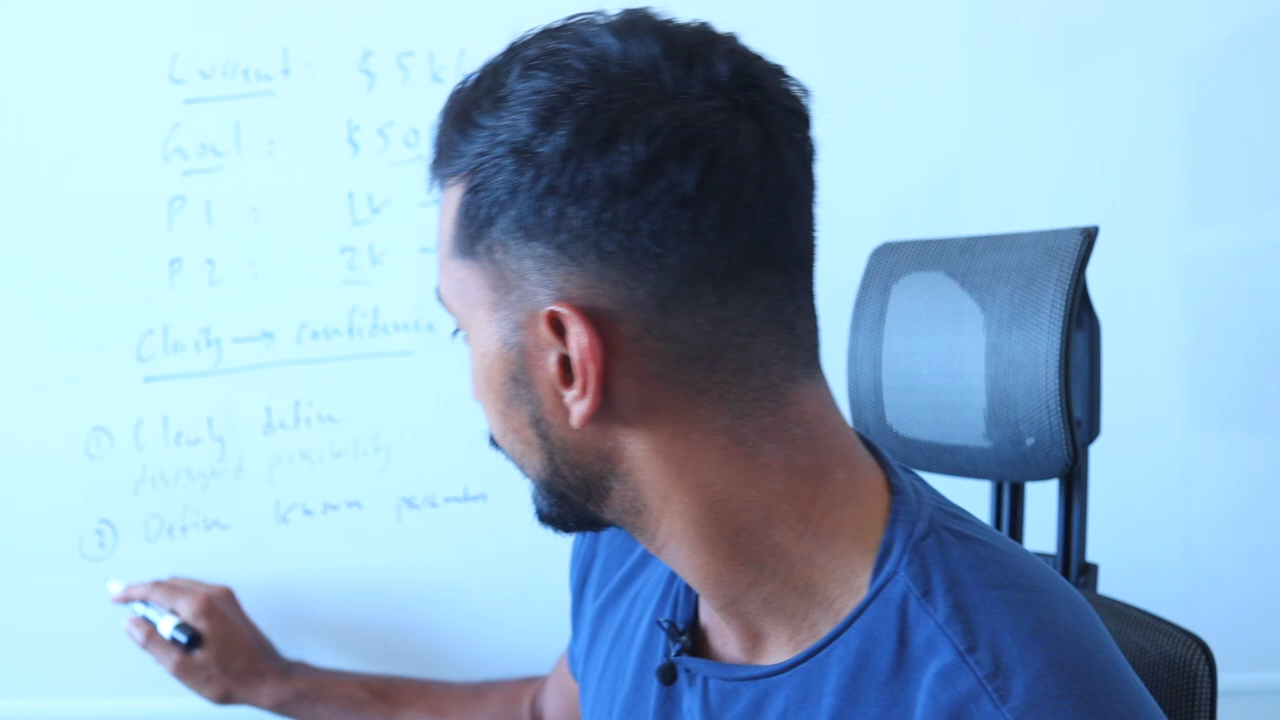 Current: $5k/
Goal: $50
P1: 1k
P2: 2k -
Clarity → confidence
① Clearly define
disregard possibility
② Define known